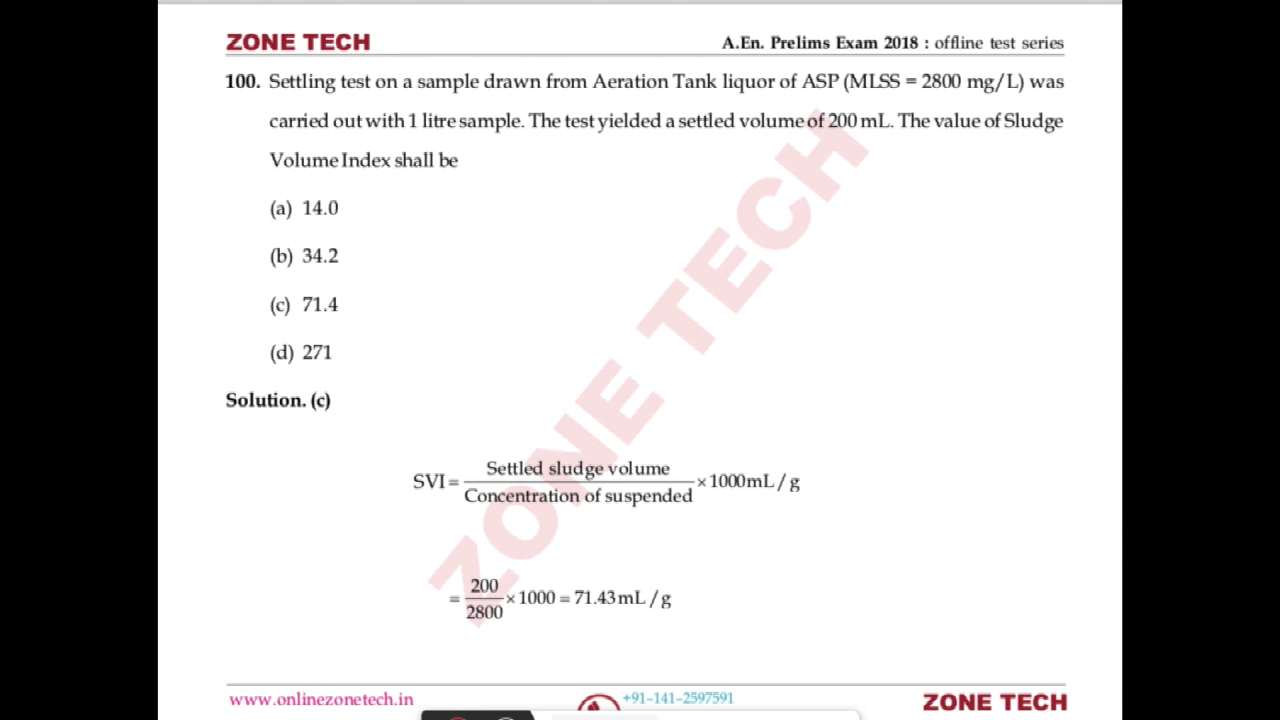 ZONE TECH
A.En. Prelims Exam 2018 : offline test series
100. Settling test on a sample drawn from Aeration Tank liquor of ASP (MLSS = 2800 mg/L) was
carried out with 1 litre sample. The test yielded a settled volume of 200 mL. The value of Sludge
Volume Index shall be
(a) 14.0
(b) 34.2
(c) 71.4
(d) 271
Solution. (c)
SVI = Settled sludge volume / Concentration of suspended × 1000 mL / g
= 200 / 2800 × 1000 = 71.43 mL / g
ZONE TECH
www.onlinezonetech.in
+91-141-2597591
ZONE TECH